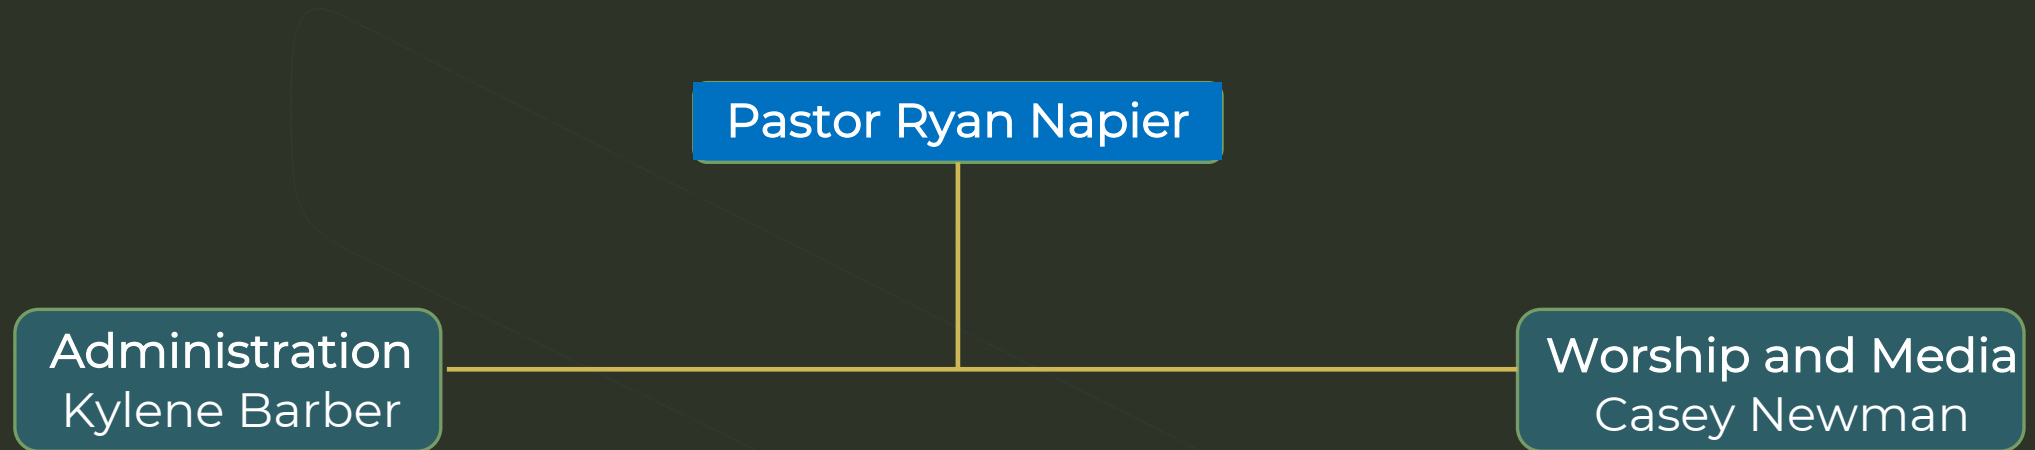 Pastor Ryan Napier
Administration
Kylene Barber
Worship and Media
Casey Newman